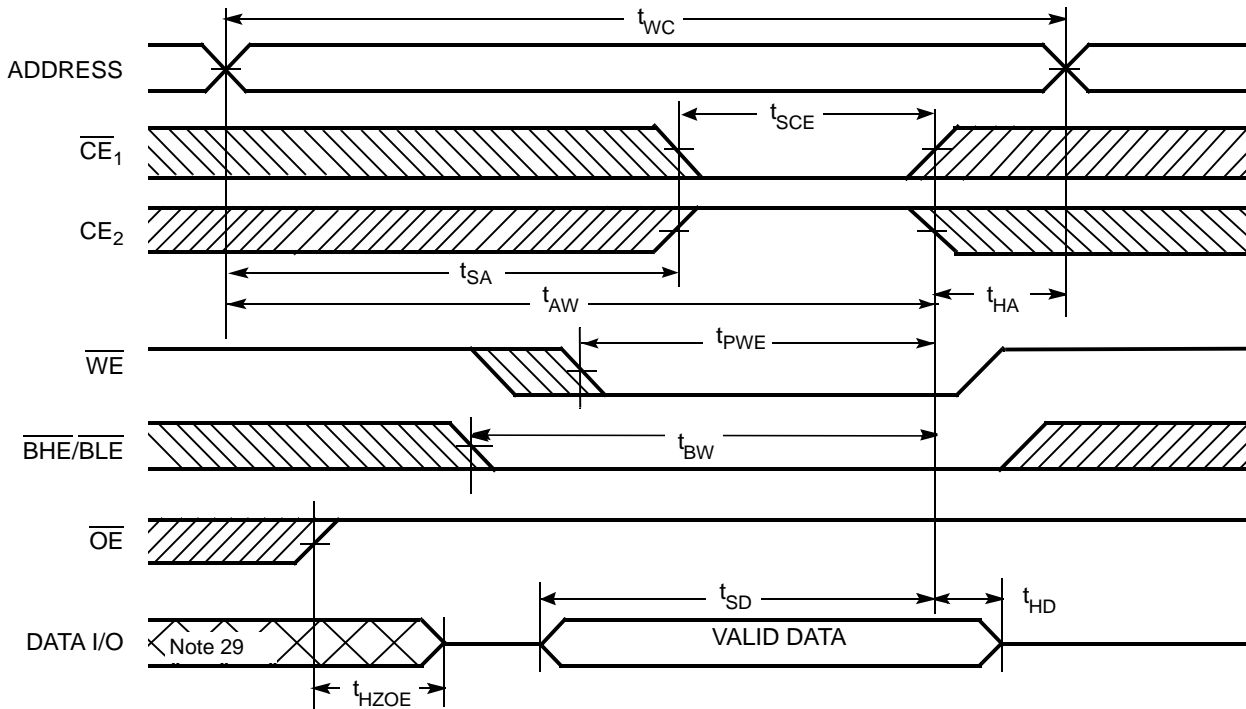 tWC
ADDRESS
tSCE
CE1
CE2
tSA
tAW
tHA
tPWE
WE
BHE/BLE
tBW
OE
tSD
tHD
DATA I/O
Note 29
VALID DATA
tHZOE